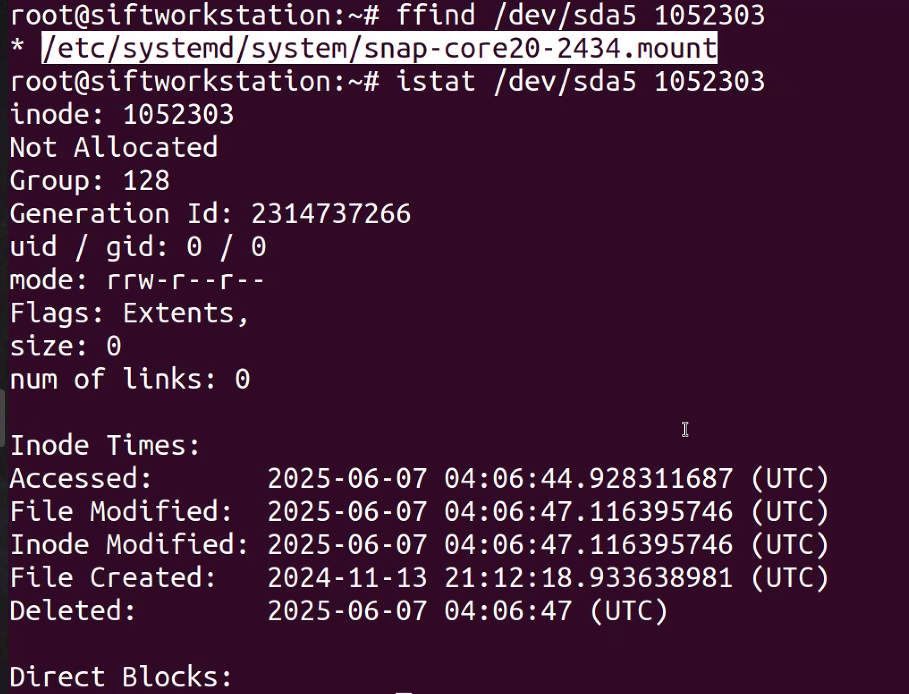 root@siftworkstation:~# ffind /dev/sda5 1052303
* /etc/systemd/system/snap-core20-2434.mount
root@siftworkstation:~# istat /dev/sda5 1052303
inode: 1052303
Not Allocated
Group: 128
Generation Id: 2314737266
uid / gid: 0 / 0
mode: rrw-r--r--
Flags: Extents,
size: 0
num of links: 0
Inode Times:
Accessed: 2025-06-07 04:06:44.928311687 (UTC)
File Modified: 2025-06-07 04:06:47.116395746 (UTC)
Inode Modified: 2025-06-07 04:06:47.116395746 (UTC)
File Created: 2024-11-13 21:12:18.933638981 (UTC)
Deleted: 2025-06-07 04:06:47 (UTC)
Direct Blocks: